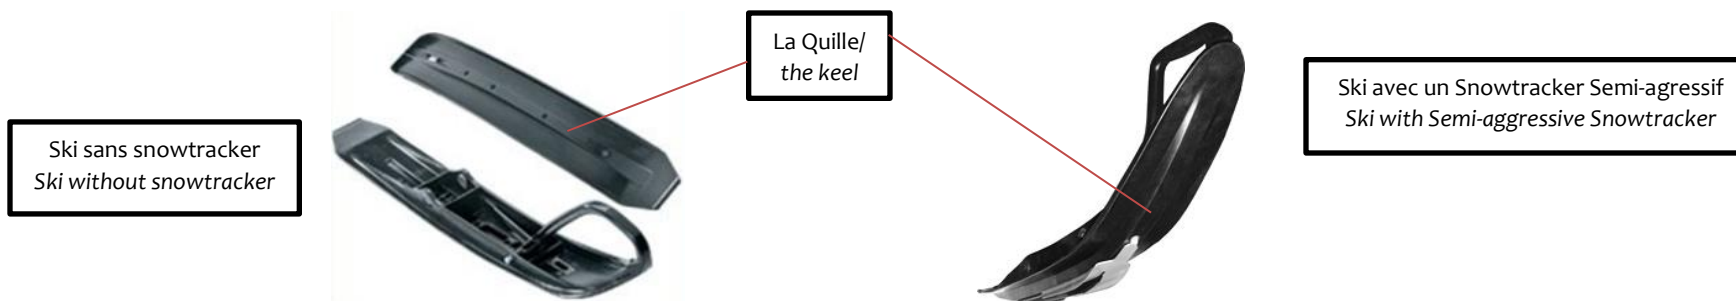 Ski sans snowtracker
Ski without snowtracker
La Quille/
the keel
Ski avec un Snowtracker Semi-agressif
Ski with Semi-aggressive Snowtracker